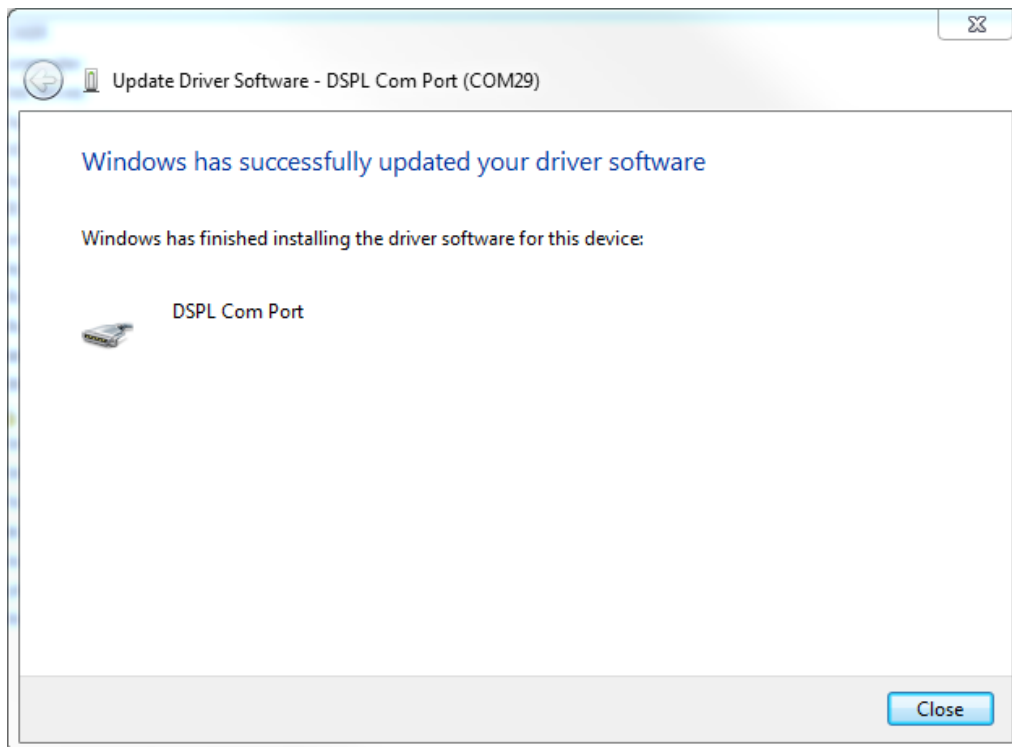 Update Driver Software - DSPL Com Port (COM29)
Windows has successfully updated your driver software
Windows has finished installing the driver software for this device:
DSPL Com Port
Close